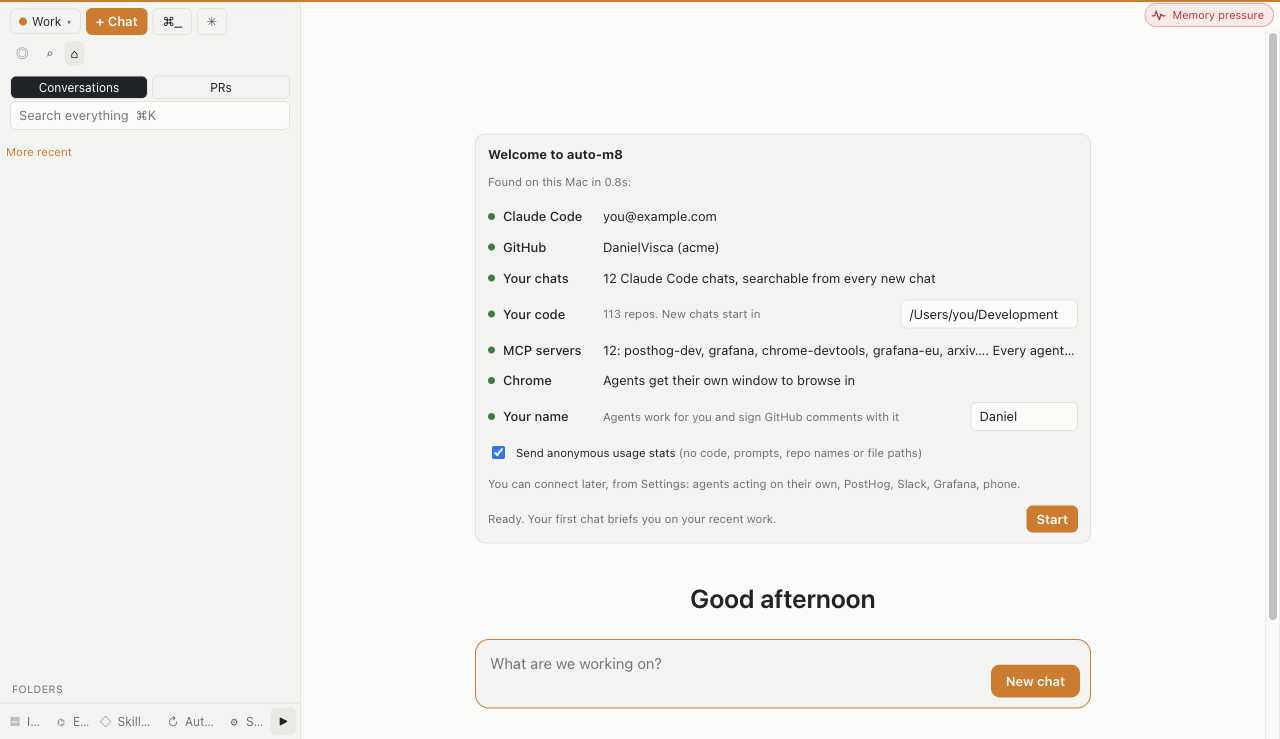 Work
+ Chat
⌘_
Memory pressure
Conversations
PRs
Search everything ⌘K
More recent
Welcome to auto-m8
Found on this Mac in 0.8s:
Claude Code you@example.com
GitHub DanielVisca (acme)
Your chats 12 Claude Code chats, searchable from every new chat
Your code 113 repos. New chats start in /Users/you/Development
MCP servers 12: posthog-dev, grafana, chrome-devtools, grafana-eu, arxiv.... Every agent...
Chrome Agents get their own window to browse in
Your name Agents work for you and sign GitHub comments with it Daniel
Send anonymous usage stats (no code, prompts, repo names or file paths)
You can connect later, from Settings: agents acting on their own, PostHog, Slack, Grafana, phone.
Ready. Your first chat briefs you on your recent work. Start
Good afternoon
What are we working on?
New chat
FOLDERS
I... E... Skill... Aut... S...